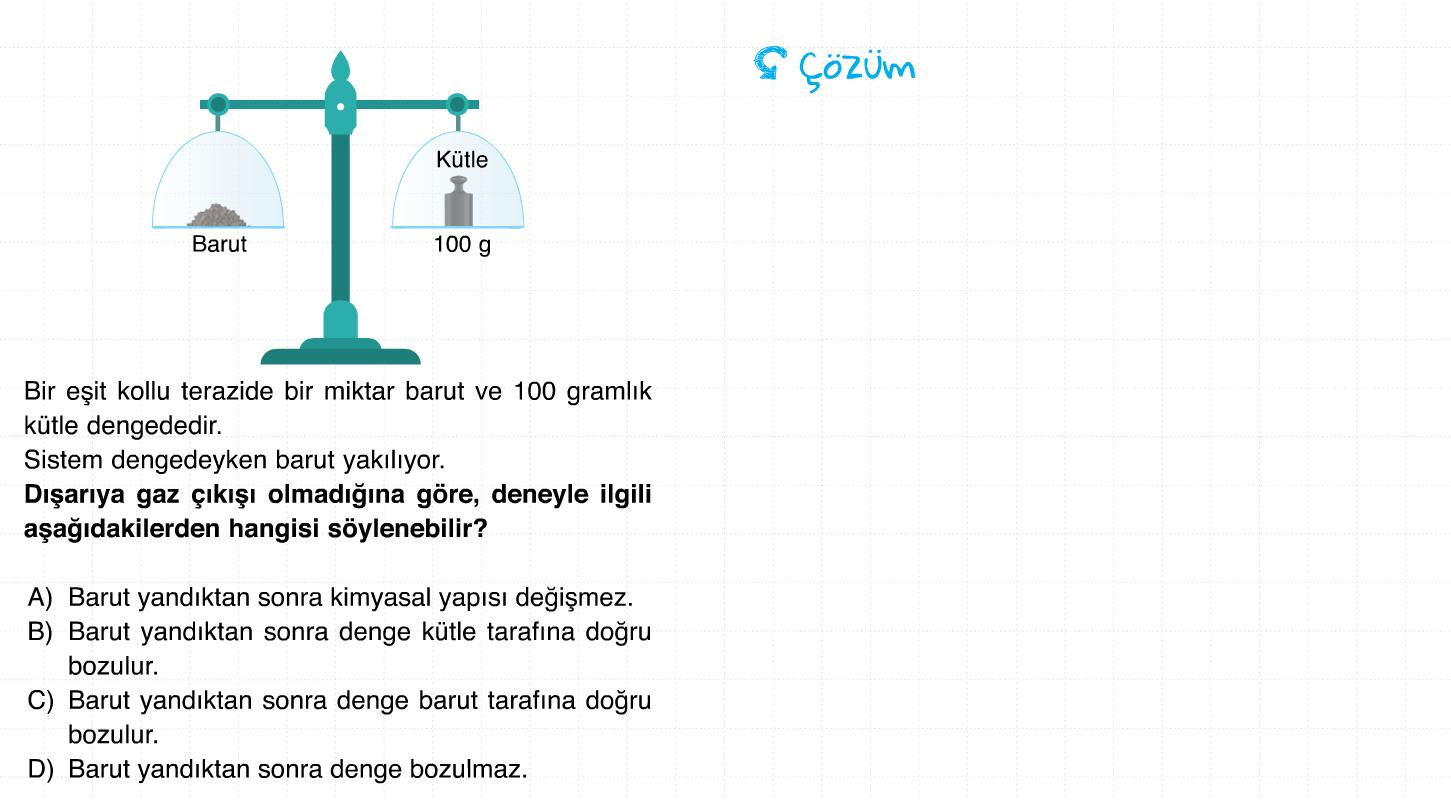 Çözüm
Kütle
Barut
100 g
Bir eşit kollu terazide bir miktar barut ve 100 gramlık
kütle dengededir.
Sistem dengedeyken barut yakılıyor.
Dışarıya gaz çıkışı olmadığına göre, deneyle ilgili
aşağıdakilerden hangisi söylenebilir?
A) Barut yandıktan sonra kimyasal yapısı değişmez.
B) Barut yandıktan sonra denge kütle tarafına doğru
bozulur.
C) Barut yandıktan sonra denge barut tarafına doğru
bozulur.
D) Barut yandıktan sonra denge bozulmaz.